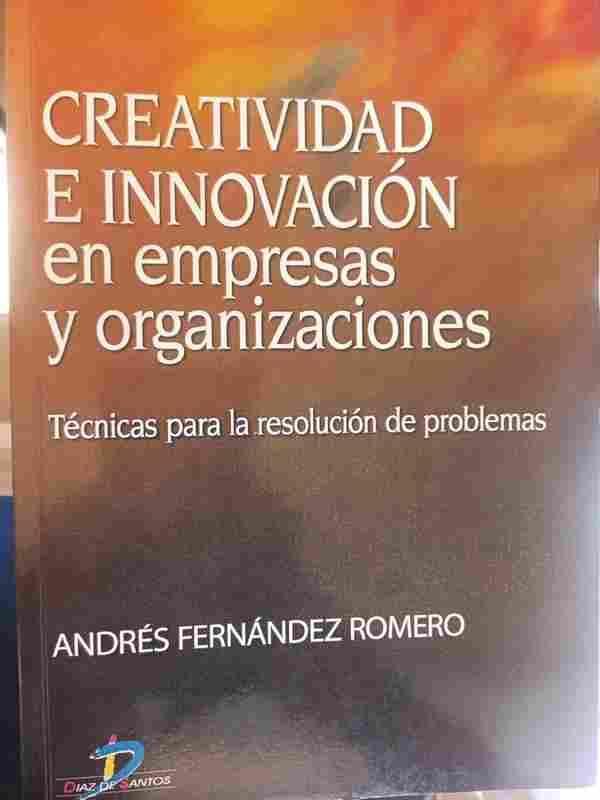 CREATIVIDAD
E INNOVACIÓN
en empresas
y organizaciones
Técnicas para la resolución de problemas
ANDRÉS FERNÁNDEZ ROMERO
DIAZ DE SANTOS